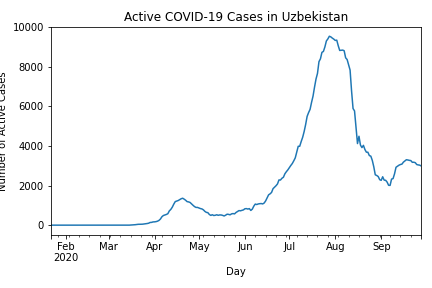 Active COVID-19 Cases in Uzbekistan
Number of Active Cases
10000
8000
6000
4000
2000
0
Feb Mar Apr May Jun Jul Aug Sep
2020
Day